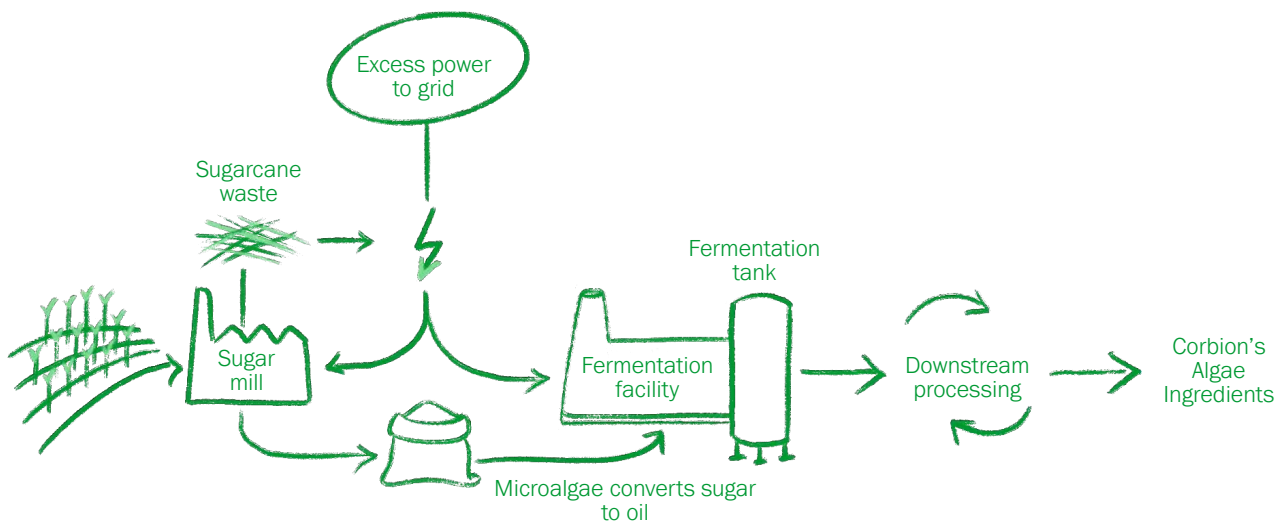 Excess power
to grid
Sugarcane
waste
Fermentation
tank
Sugar
mill
Fermentation
facility
Downstream
processing
Corbion’s
Algae
Ingredients
Microalgae converts sugar
to oil